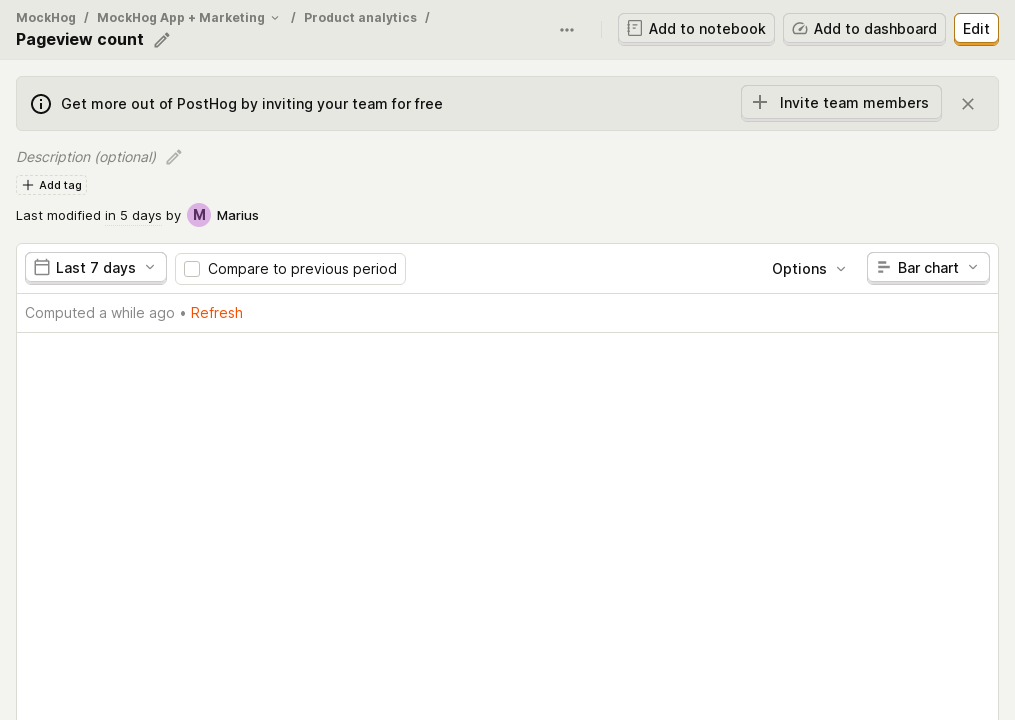 MockHog / MockHog App + Marketing / Product analytics /
Pageview count
Add to notebook
Add to dashboard
Edit
Get more out of PostHog by inviting your team for free
Invite team members
Description (optional)
Add tag
Last modified in 5 days by M Marius
Last 7 days
Compare to previous period
Options
Bar chart
Computed a while ago • Refresh